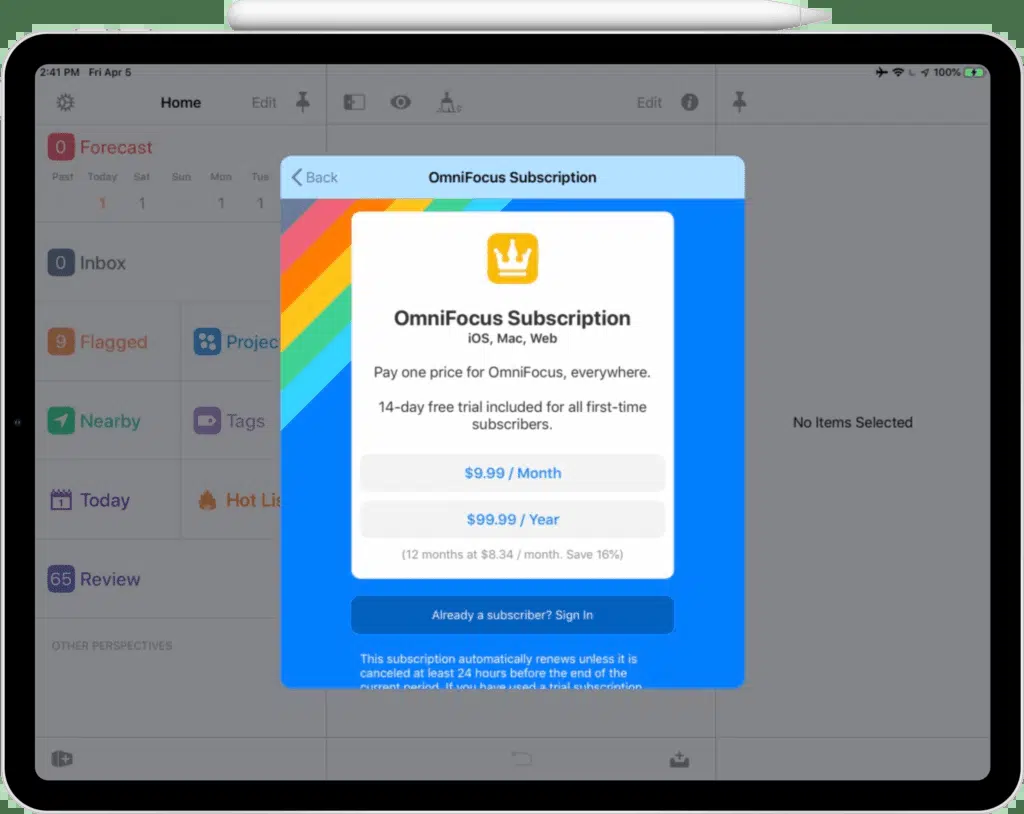 2:41 PM Fri Apr 5
100%
Home
Edit
Edit
0 Forecast
Past Today Sat Sun Mon Tue
1 1 1 1
0 Inbox
9 Flagged
Projec
Nearby
Tags
1 Today
Hot Lis
65 Review
OTHER PERSPECTIVES
Back
OmniFocus Subscription
OmniFocus Subscription
iOS, Mac, Web
Pay one price for OmniFocus, everywhere.
14-day free trial included for all first-time
subscribers.
$9.99 / Month
$99.99 / Year
(12 months at $8.34 / month. Save 16%)
Already a subscriber? Sign In
This subscription automatically renews unless it is
canceled at least 24 hours before the end of the
current period. If you have used a trial subscription
No Items Selected